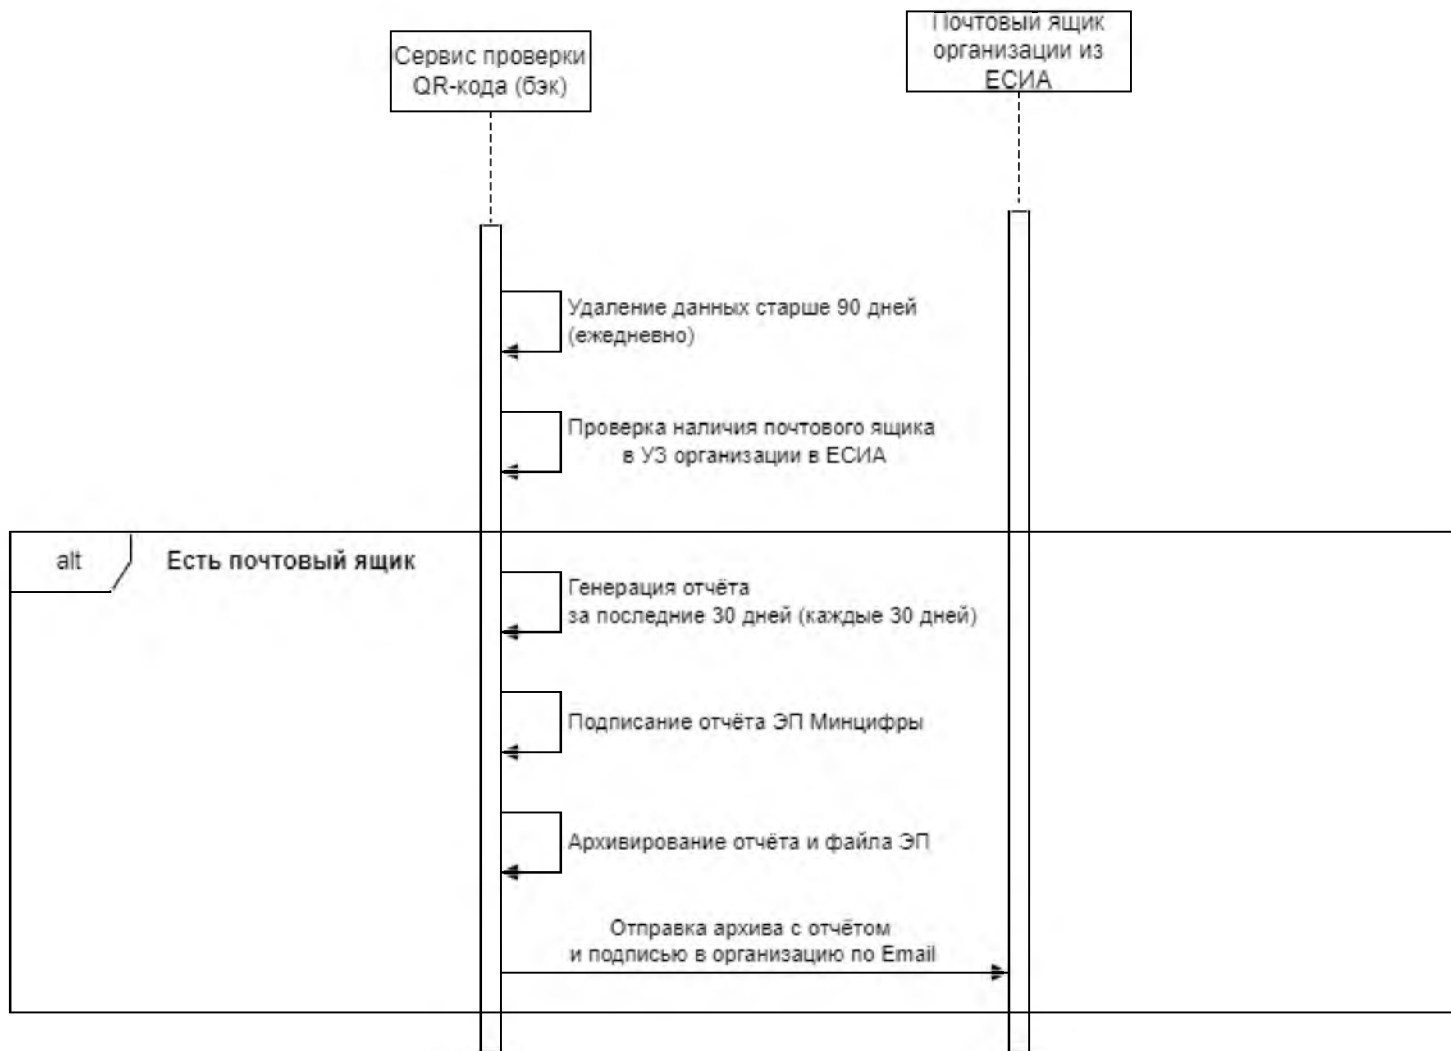 Сервис проверки
QR-кода (бэк)
Почтовый ящик
организации из
ЕСИА
Удаление данных старше 90 дней
(ежедневно)
Проверка наличия почтового ящика
в УЗ организации в ЕСИА
alt
Есть почтовый ящик
Генерация отчёта
за последние 30 дней (каждые 30 дней)
Подписание отчёта ЭП Минцифры
Архивирование отчёта и файла ЭП
Отправка архива с отчётом
и подписью в организацию по Email